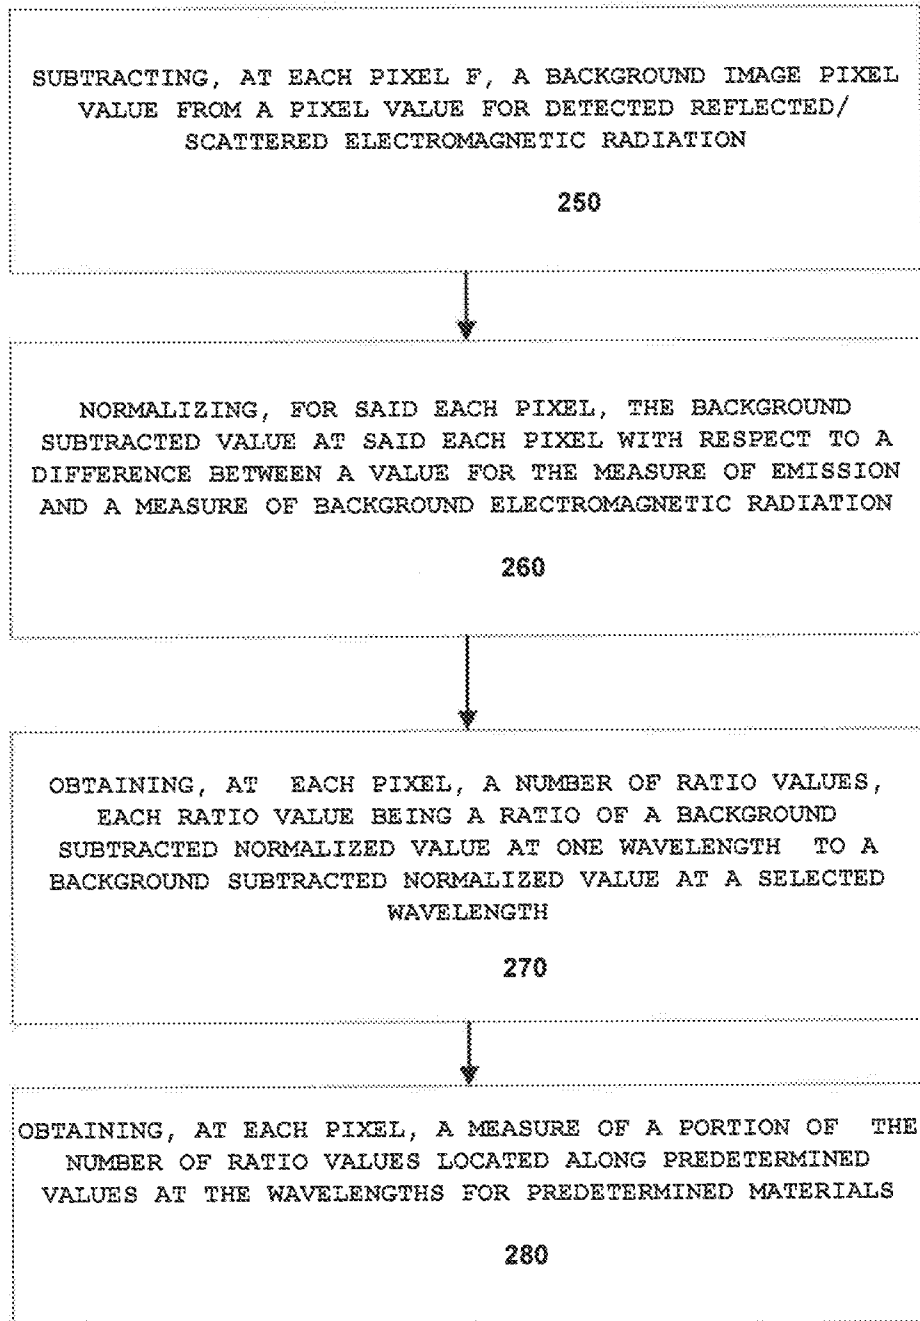 SUBTRACTING, AT EACH PIXEL F, A BACKGROUND IMAGE PIXEL
VALUE FROM A PIXEL VALUE FOR DETECTED REFLECTED/
SCATTERED ELECTROMAGNETIC RADIATION
250
NORMALIZING, FOR SAID EACH PIXEL, THE BACKGROUND
SUBTRACTED VALUE AT SAID EACH PIXEL WITH RESPECT TO A
DIFFERENCE BETWEEN A VALUE FOR THE MEASURE OF EMISSION
AND A MEASURE OF BACKGROUND ELECTROMAGNETIC RADIATION
260
OBTAINING, AT EACH PIXEL, A NUMBER OF RATIO VALUES,
EACH RATIO VALUE BEING A RATIO OF A BACKGROUND
SUBTRACTED NORMALIZED VALUE AT ONE WAVELENGTH TO A
BACKGROUND SUBTRACTED NORMALIZED VALUE AT A SELECTED
WAVELENGTH
270
OBTAINING, AT EACH PIXEL, A MEASURE OF A PORTION OF THE
NUMBER OF RATIO VALUES LOCATED ALONG PREDETERMINED
VALUES AT THE WAVELENGTHS FOR PREDETERMINED MATERIALS
280